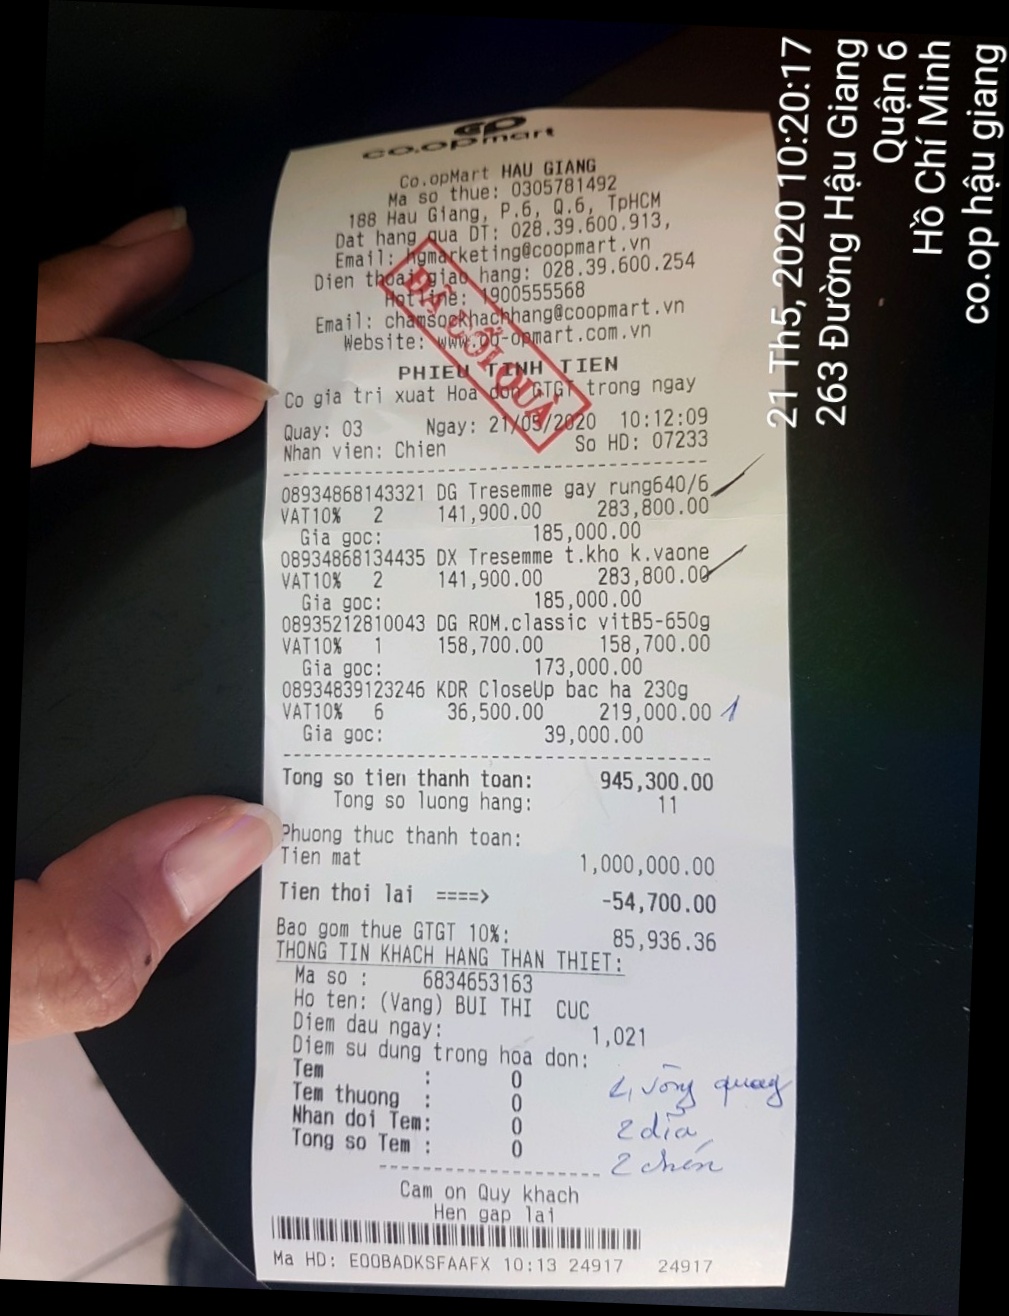 co.opmart
Co.opMart HAU GIANG
Ma so thue: 0305781492
188 Hau Giang, P.6, Q.6, TpHCM
Dat hang qua DT: 028.39.600.913,
Email: hgmarketing@coopmart.vn
Dien thoai giao hang: 028.39.600.254
Hotline: 1900555568
Email: chamsockhachhang@coopmart.vn
Website: www.co-opmart.com.vn
ĐÃ ĐỔI QUÀ
PHIEU TINH TIEN
Co gia tri xuat Hoa don GTGT trong ngay
Quay: 03 Ngay: 21/05/2020 10:12:09
Nhan vien: Chien So HD: 07233
08934868143321 DG Tresemme gay rung640/6
VAT10% 2 141,900.00 283,800.00
Gia goc: 185,000.00
08934868134435 DX Tresemme t.kho k.vaone
VAT10% 2 141,900.00 283,800.00
Gia goc: 185,000.00
08935212810043 DG ROM.classic vitB5-650g
VAT10% 1 158,700.00 158,700.00
Gia goc: 173,000.00
08934839123246 KDR CloseUp bac ha 230g
VAT10% 6 36,500.00 219,000.00 1
Gia goc: 39,000.00
Tong so tien thanh toan: 945,300.00
Tong so luong hang: 11
Phuong thuc thanh toan:
Tien mat 1,000,000.00
Tien thoi lai ====> -54,700.00
Bao gom thue GTGT 10%: 85,936.36
THONG TIN KHACH HANG THAN THIET:
Ma so : 6834653163
Ho ten: (Vang) BUI THI CUC
Diem dau ngay: 1,021
Diem su dung trong hoa don:
Tem : 0
Tem thuong : 0
Nhan doi Tem: 0
Tong so Tem : 0
1, vòng quay
2 dĩa
2 chén
Cam on Quy khach
Hen gap lai
Ma HD: E00BADKSFAAFX 10:13 24917 24917
21 Th5, 2020 10:20:17
263 Đường Hậu Giang
Quận 6
Hồ Chí Minh
co.op hậu giang